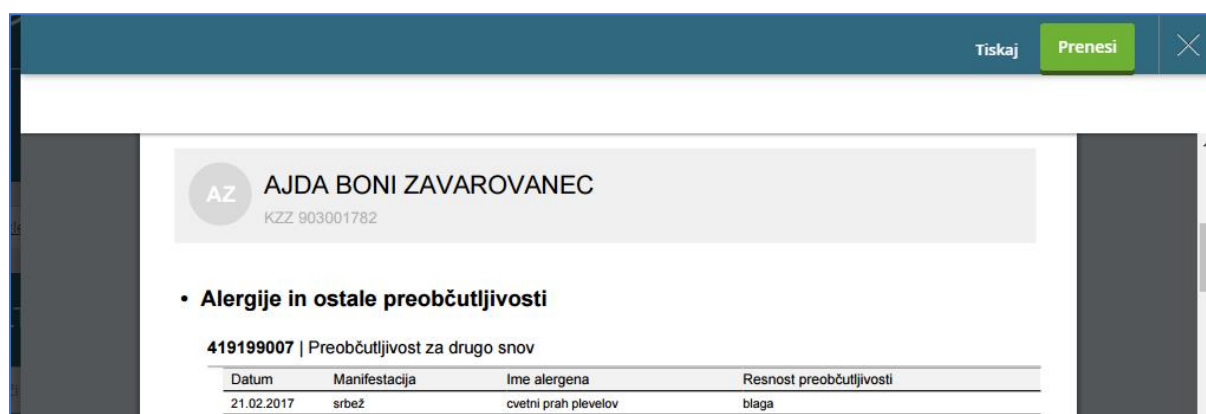 Tiskaj Prenesi
AZ AJDA BONI ZAVAROVANEC
KZZ 903001782
• Alergije in ostale preobčutljivosti
419199007 | Preobčutljivost za drugo snov
Datum Manifestacija Ime alergena Resnost preobčutljivosti
21.02.2017 srbež cvetni prah plevelov blaga